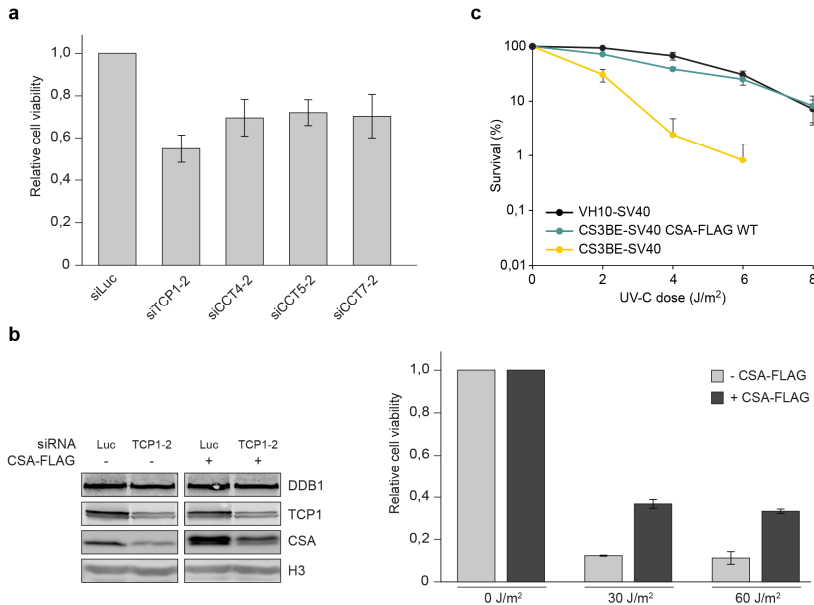 a
Relative cell viability
1,0
0,8
0,6
0,4
0,2
0
siLuc
siTCP1-2
siCCT4-2
siCCT5-2
siCCT7-2
c
Survival (%)
100
10
1
0,1
0,01
VH10-SV40
CS3BE-SV40 CSA-FLAG WT
CS3BE-SV40
0 2 4 6 8
UV-C dose (J/m²)
b
siRNA Luc TCP1-2 Luc TCP1-2
CSA-FLAG - - + +
DDB1
TCP1
CSA
H3
Relative cell viability
1,0
0,8
0,6
0,4
0,2
0
- CSA-FLAG
+ CSA-FLAG
0 J/m² 30 J/m² 60 J/m²